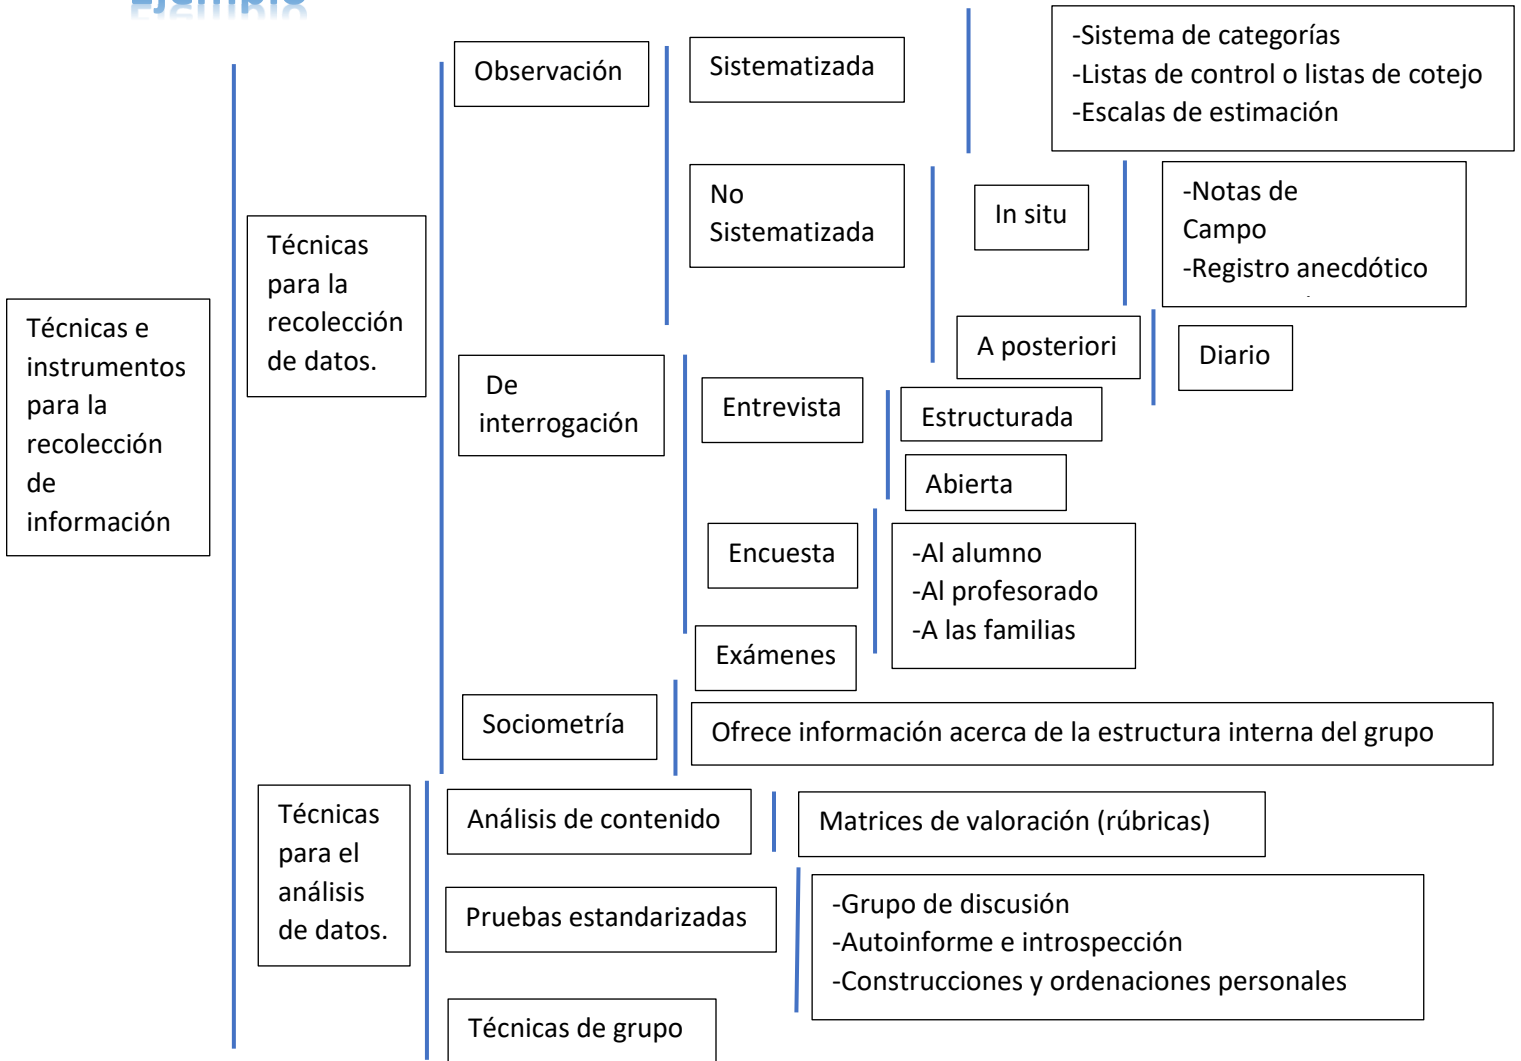 Ejemplo
Técnicas e
instrumentos
para la
recolección
de
información
Técnicas
para la
recolección
de datos.
Observación
Sistematizada
-Sistema de categorías
-Listas de control o listas de cotejo
-Escalas de estimación
No
Sistematizada
In situ
-Notas de
Campo
-Registro anecdótico
A posteriori
Diario
De
interrogación
Entrevista
Estructurada
Abierta
Encuesta
-Al alumno
-Al profesorado
-A las familias
Exámenes
Sociometría
Ofrece información acerca de la estructura interna del grupo
Técnicas
para el
análisis
de datos.
Análisis de contenido
Matrices de valoración (rúbricas)
Pruebas estandarizadas
-Grupo de discusión
-Autoinforme e introspección
-Construcciones y ordenaciones personales
Técnicas de grupo